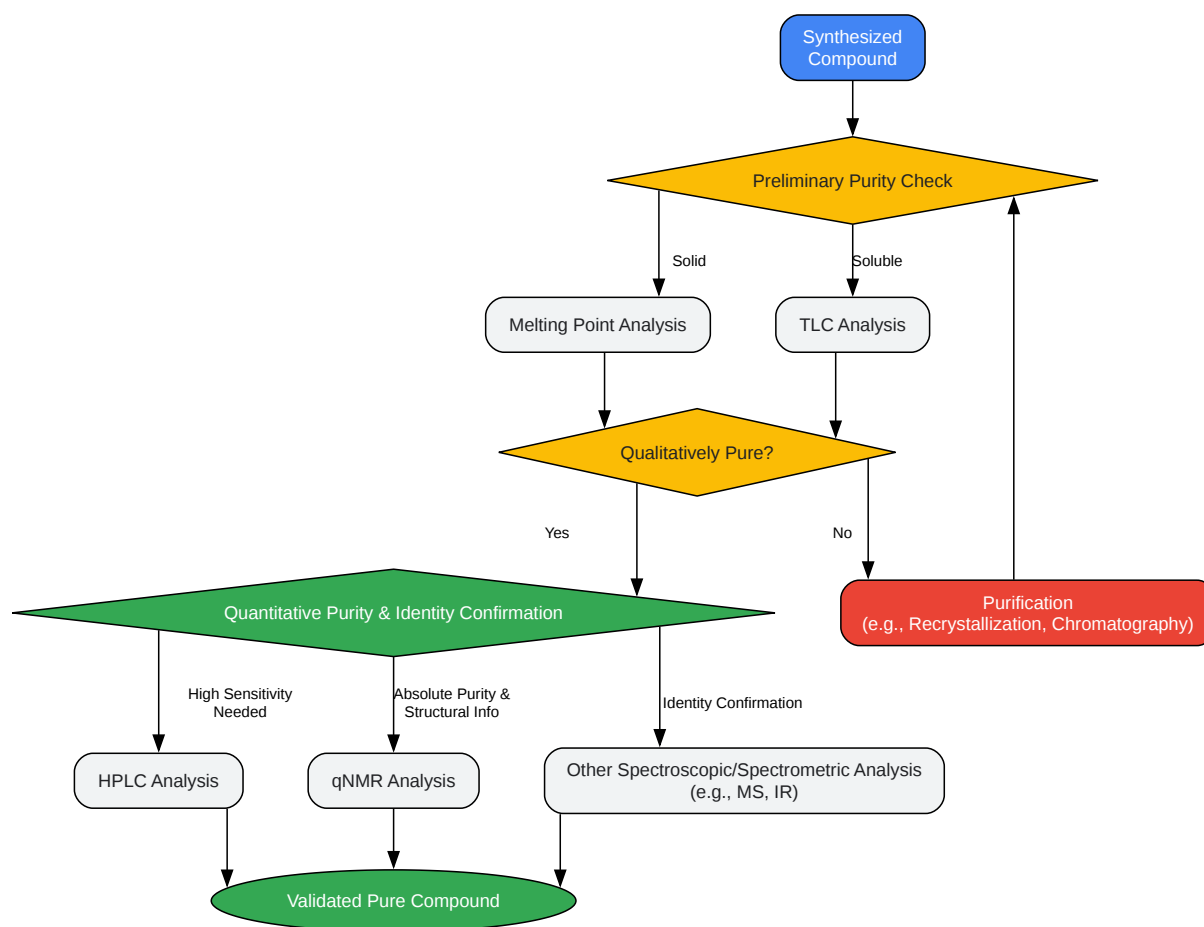 Synthesized
Compound
Preliminary Purity Check
Solid
Soluble
Melting Point Analysis
TLC Analysis
Qualitatively Pure?
Yes
No
Purification
(e.g., Recrystallization, Chromatography)
Quantitative Purity & Identity Confirmation
High Sensitivity
Needed
Absolute Purity &
Structural Info
Identity Confirmation
HPLC Analysis
qNMR Analysis
Other Spectroscopic/Spectrometric Analysis
(e.g., MS, IR)
Validated Pure Compound